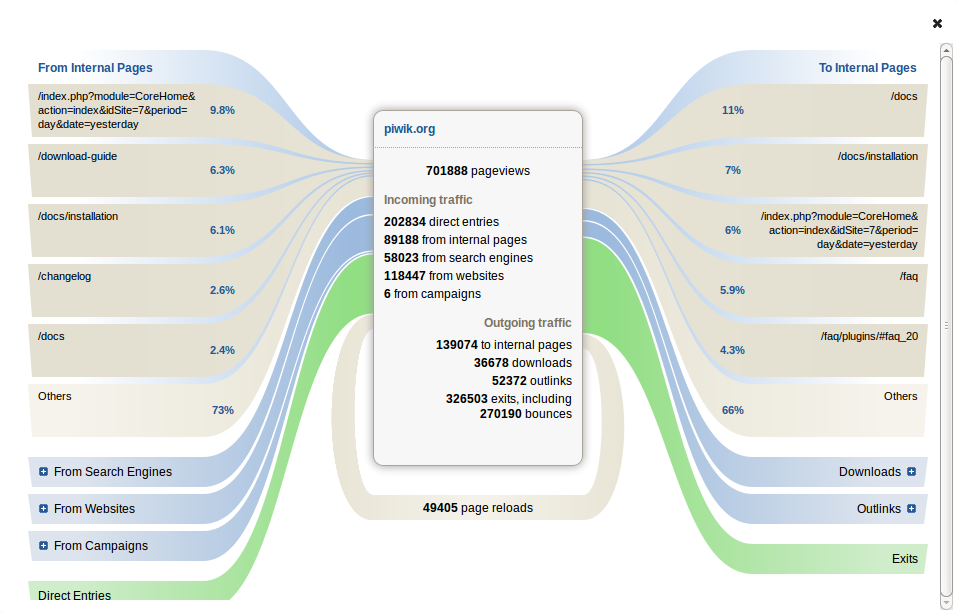 From Internal Pages
/index.php?module=CoreHome&
action=index&idSite=7&period=
day&date=yesterday
9.8%
/download-guide
6.3%
/docs/installation
6.1%
/changelog
2.6%
/docs
2.4%
Others
73%
From Search Engines
From Websites
From Campaigns
Direct Entries
piwik.org
701888 pageviews
Incoming traffic
202834 direct entries
89188 from internal pages
58023 from search engines
118447 from websites
6 from campaigns
Outgoing traffic
139074 to internal pages
36678 downloads
52372 outlinks
326503 exits, including
270190 bounces
49405 page reloads
To Internal Pages
11%
/docs
7%
/docs/installation
6%
/index.php?module=CoreHome&
action=index&idSite=7&period=
day&date=yesterday
5.9%
/faq
4.3%
/faq/plugins/#faq_20
66%
Others
Downloads
Outlinks
Exits